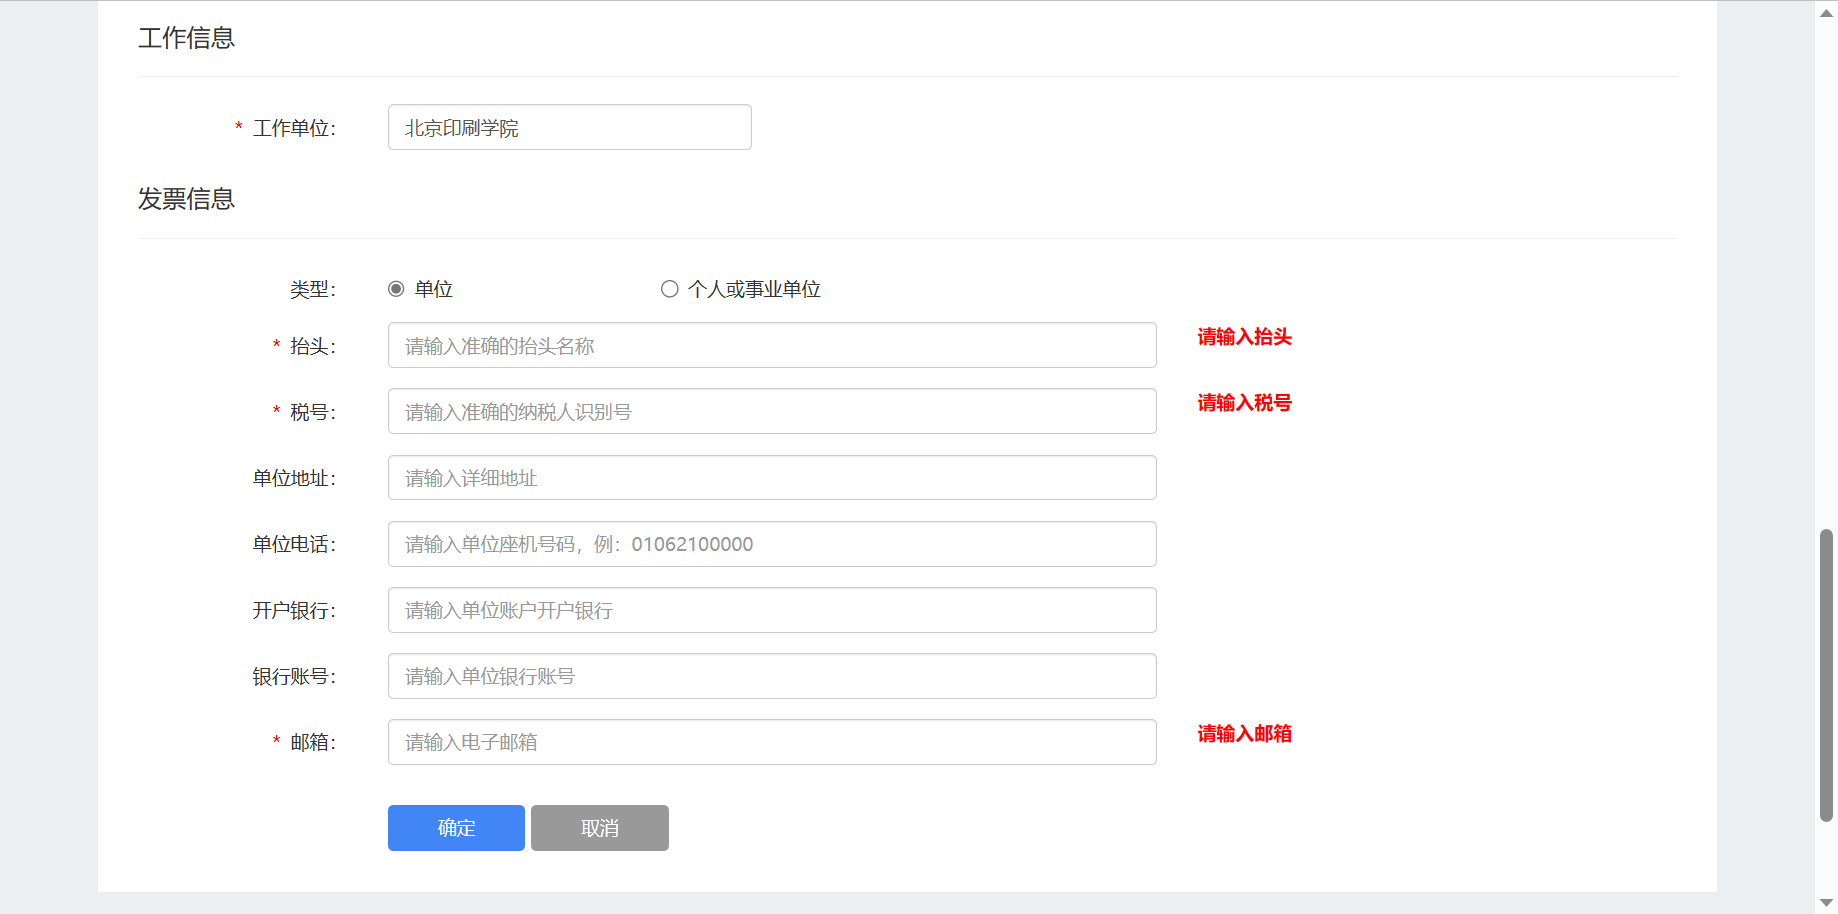 工作信息
* 工作单位： 北京印刷学院
发票信息
类型： 单位 个人或事业单位
* 抬头： 请输入准确的抬头名称 请输入抬头
* 税号： 请输入准确的纳税人识别号 请输入税号
单位地址： 请输入详细地址
单位电话： 请输入单位座机号码，例：01062100000
开户银行： 请输入单位账户开户银行
银行账号： 请输入单位银行账号
* 邮箱： 请输入电子邮箱 请输入邮箱
确定 取消